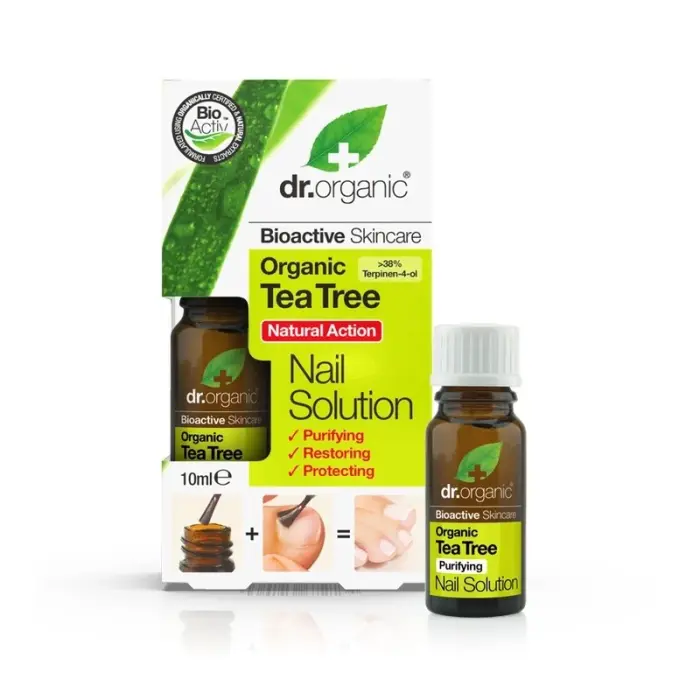 FORMULATED USING ORGANICALLY CERTIFIED & NATURAL EXTRACTS
Bio
Activ™
dr.organic®
Bioactive Skincare
Organic
Tea Tree
>38%
Terpinen-4-ol
Natural Action
Nail
Solution
✓ Purifying
✓ Restoring
✓ Protecting
dr.organic
Bioactive Skincare
Organic
Tea Tree
10ml ℮
+
=
dr.organic®
Bioactive Skincare
Organic
Tea Tree
Purifying
Nail Solution